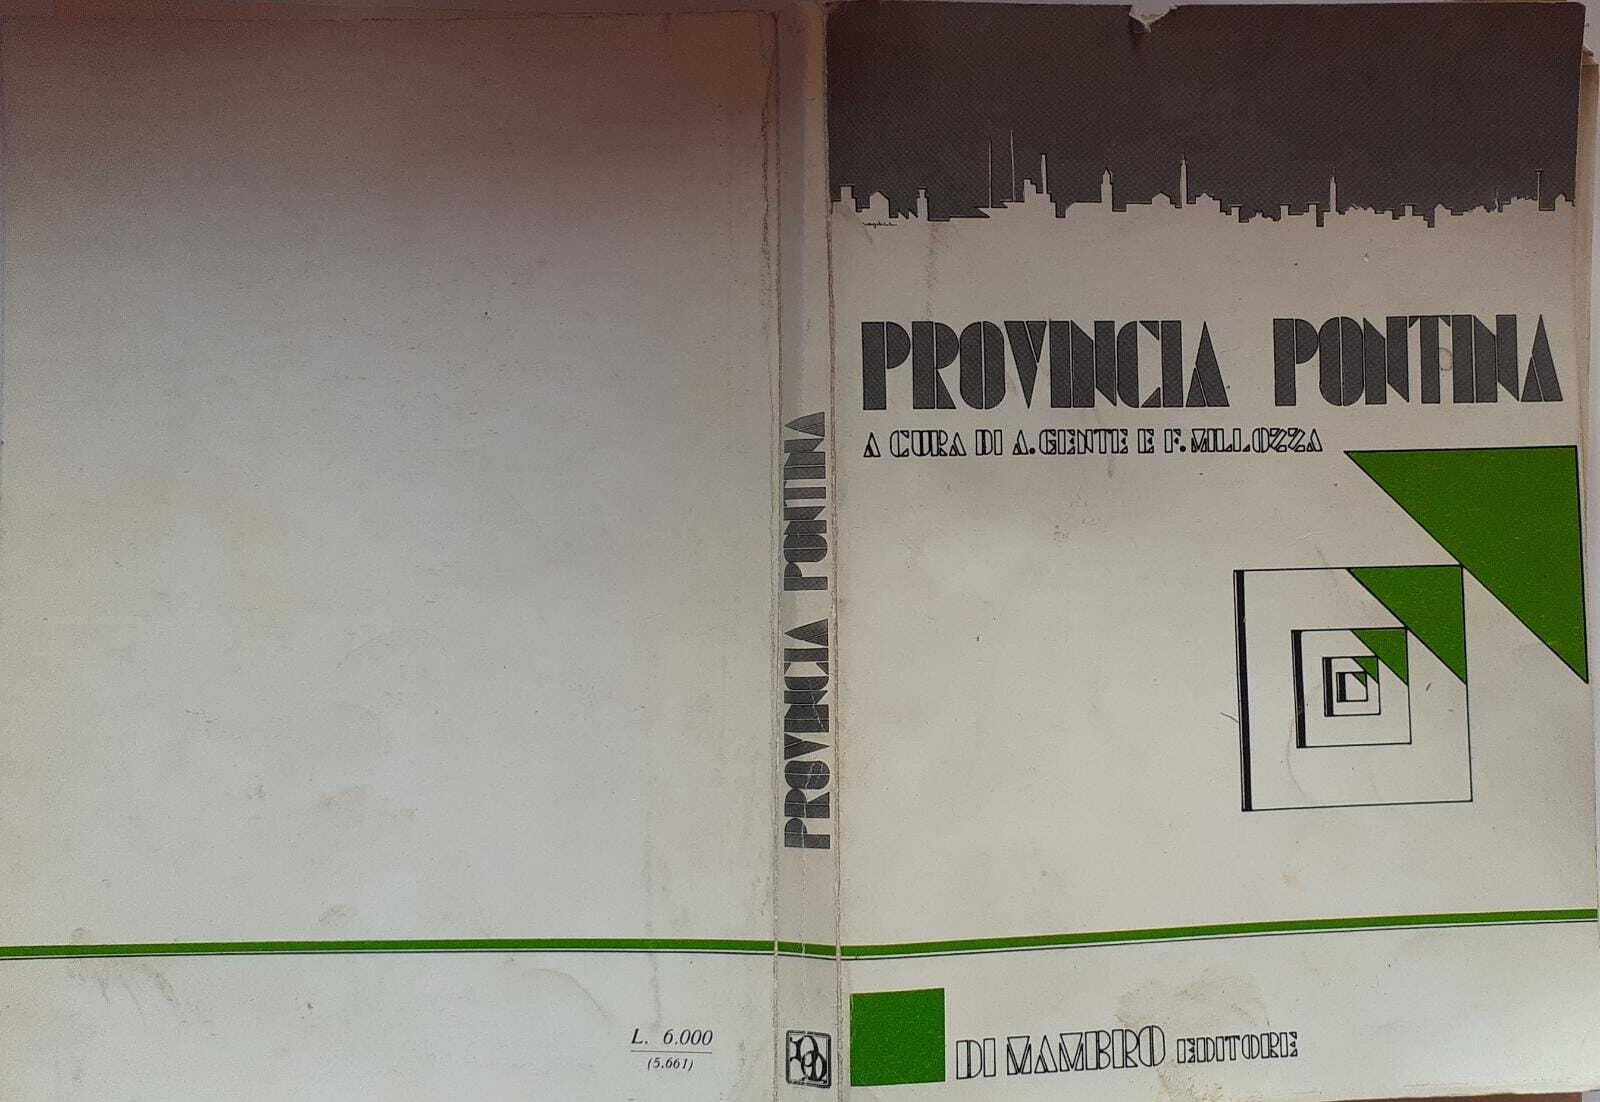 L. 6.000
(5.661)
PROVINCIA PONTINA
PROVINCIA PONTINA
A CURA DI A. GENTE E F. MILLOZZA
DI MAMBRO EDITORE